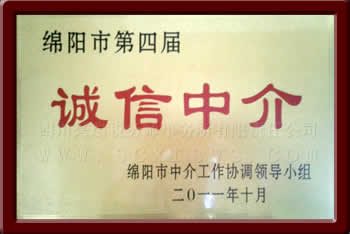 绵阳市第四届
诚信中介
绵阳市中介工作协调领导小组
二〇一一年十月